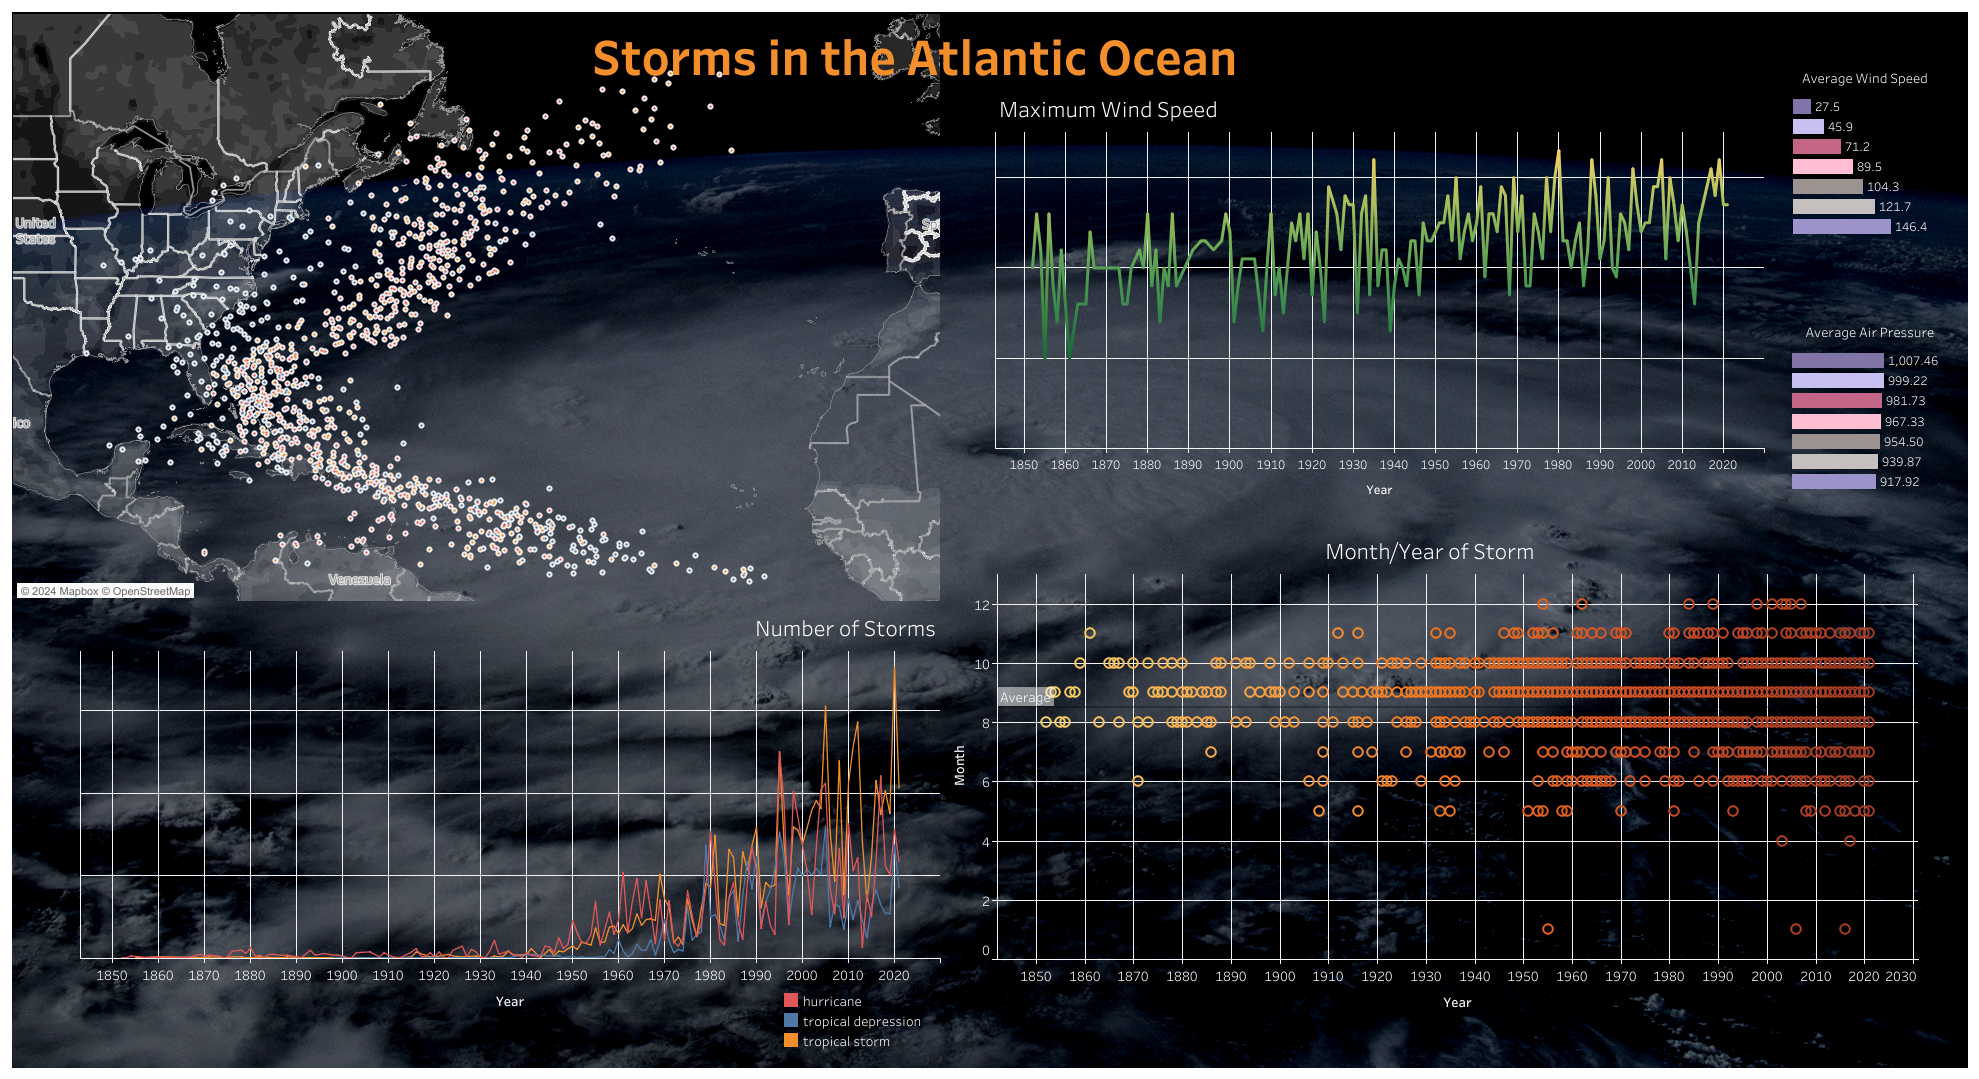 Storms in the Atlantic Ocean
United
States
ico
Sp
Venezuela
© 2024 Mapbox © OpenStreetMap
Maximum Wind Speed
1850 1860 1870 1880 1890 1900 1910 1920 1930 1940 1950 1960 1970 1980 1990 2000 2010 2020
Year
Average Wind Speed
27.5
45.9
71.2
89.5
104.3
121.7
146.4
Average Air Pressure
1,007.46
999.22
981.73
967.33
954.50
939.87
917.92
Number of Storms
1850 1860 1870 1880 1890 1900 1910 1920 1930 1940 1950 1960 1970 1980 1990 2000 2010 2020
Year
hurricane
tropical depression
tropical storm
Month/Year of Storm
12
10
Average
8
Month
6
4
2
0
1850 1860 1870 1880 1890 1900 1910 1920 1930 1940 1950 1960 1970 1980 1990 2000 2010 2020 2030
Year